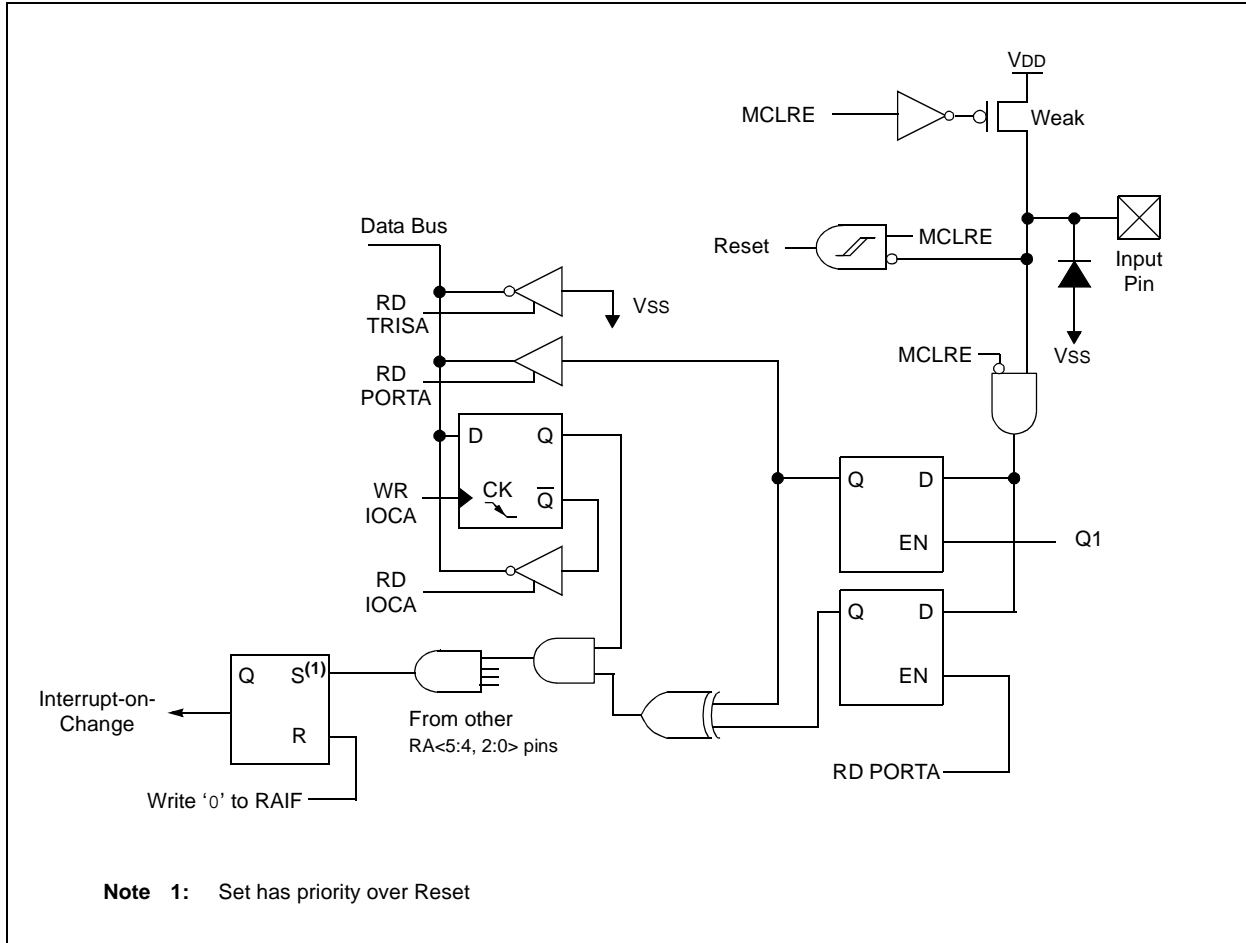 VDD
MCLRE
Weak
Data Bus
Reset
MCLRE
Input
Pin
RD
TRISA
VSS
MCLRE
VSS
RD
PORTA
D Q
WR
IOCA
CK
Q
Q D
EN
Q1
RD
IOCA
Q D
EN
Q S(1)
R
Interrupt-on-
Change
From other
RA<5:4, 2:0> pins
RD PORTA
Write ‘0’ to RAIF
Note 1: Set has priority over Reset